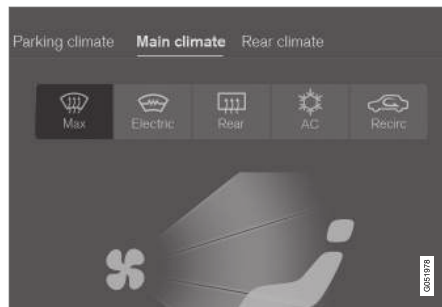 Parking climate Main climate Rear climate
Max Electric Rear AC Recirc
G051978